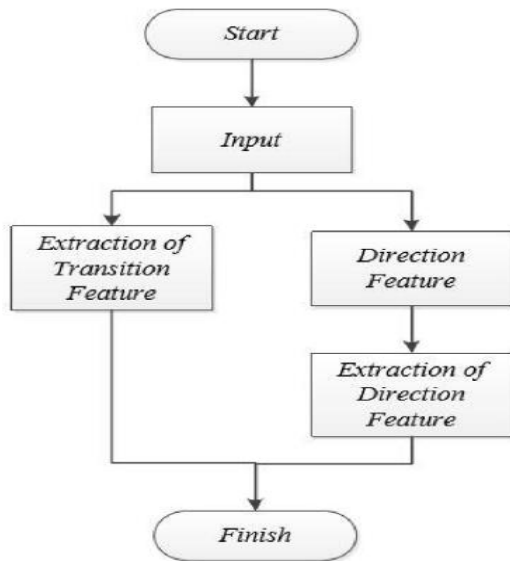 Start
Input
Extraction of
Transition
Feature
Direction
Feature
Extraction of
Direction
Feature
Finish